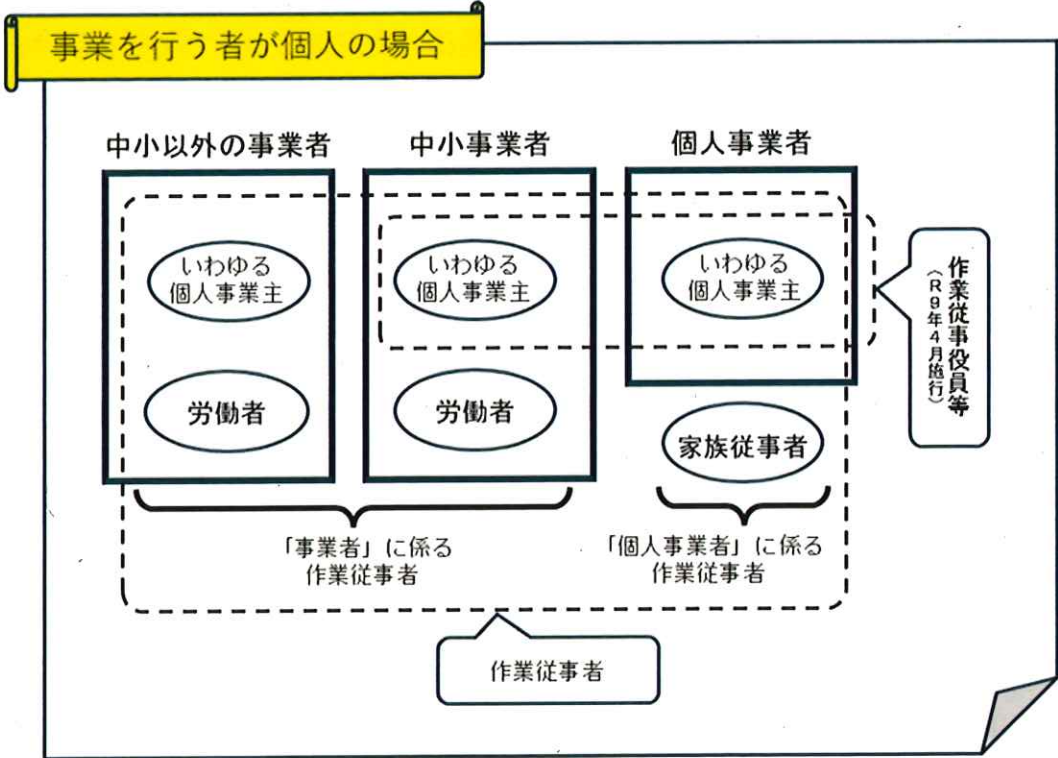 事業を行う者が個人の場合
中小以外の事業者
中小事業者
個人事業者
いわゆる
個人事業主
いわゆる
個人事業主
いわゆる
個人事業主
作業従事役員等
（R9年4月施行）
労働者
労働者
家族従事者
「事業者」に係る
作業従事者
「個人事業者」に係る
作業従事者
作業従事者